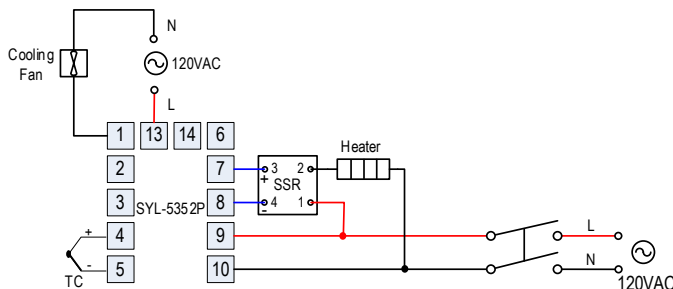 N
Cooling
Fan
120VAC
L
1 13 14 6
2 7 3 2 Heater
+ SSR
3 SYL-5352P 8 4 1
-
+ 4 9 L
- 5 10 N
TC 120VAC